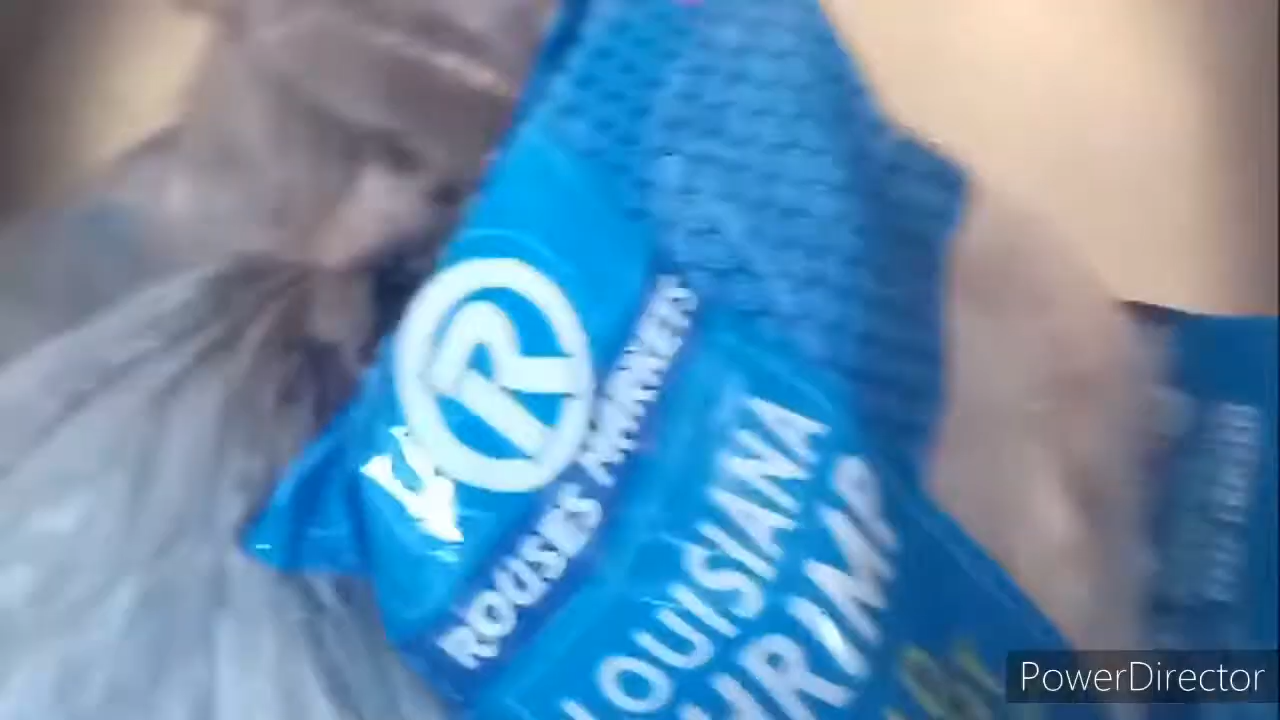 R
ROUSES MARKETS
LOUISIANA
SHRIMP
PowerDirector